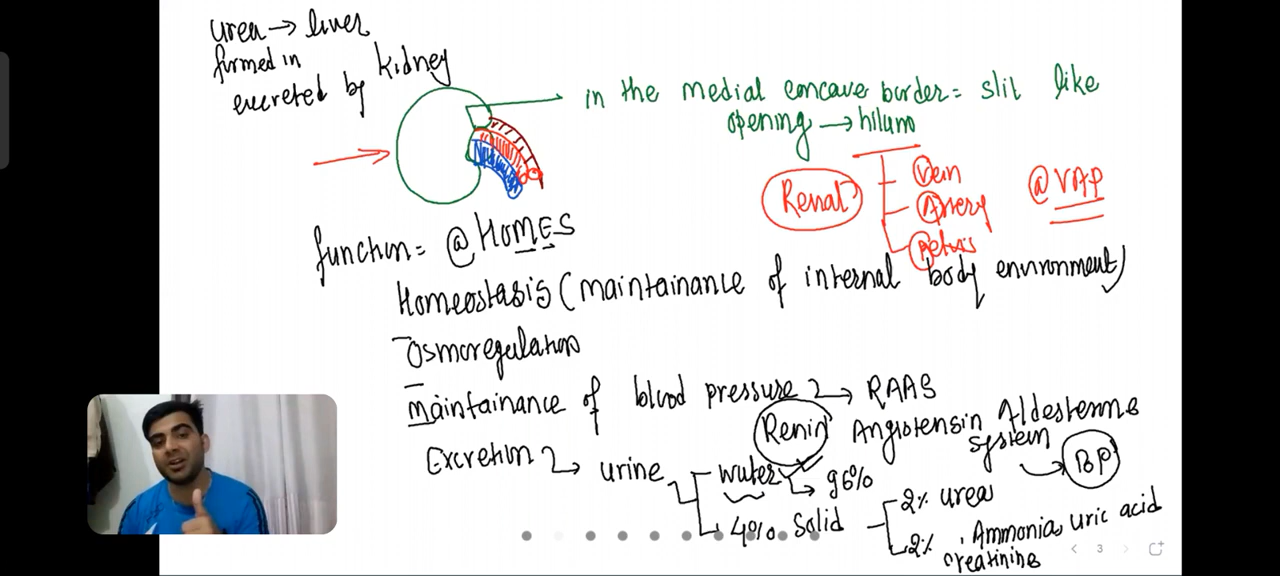 urea → liver
formed in
excreted by kidney
in the medial concave border = slit like
opening → hilum
Renal
Vein
Artery
Pelvis
@ VAP
function = @ HOMES
Homeostasis (maintainance of internal body environment)
Osmoregulation
maintainance of blood pressure → RAAS
Renin Angiotensin Aldesterone
system → BP
Excretion → urine
water → 96%
4% Solid
2% urea
2% , Ammonia, uric acid
creatinine
3